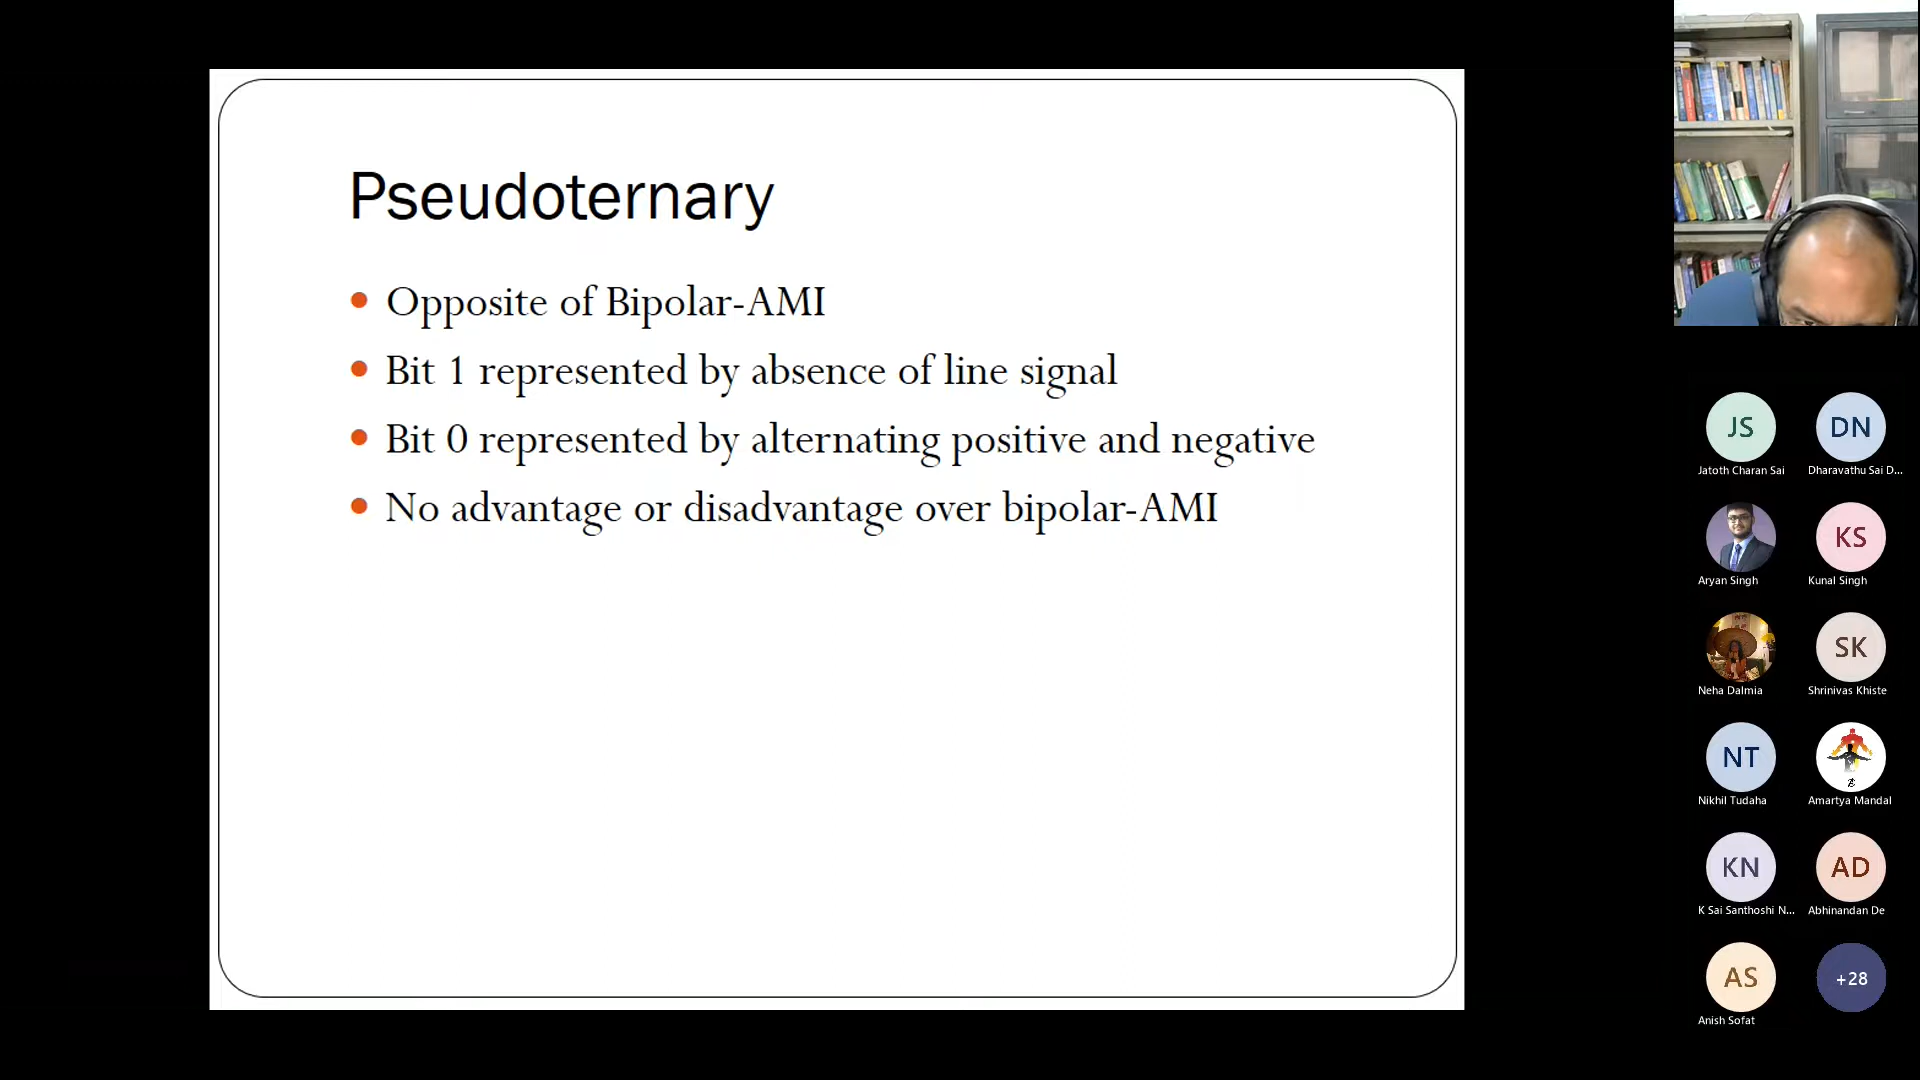 Pseudoternary
Opposite of Bipolar-AMI
Bit 1 represented by absence of line signal
Bit 0 represented by alternating positive and negative
No advantage or disadvantage over bipolar-AMI
JS
DN
Jatoth Charan Sai
Dharavathu Sai D...
KS
Aryan Singh
Kunal Singh
SK
Neha Dalmia
Shrinivas Khiste
NT
Nikhil Tudaha
Amartya Mandal
KN
AD
K Sai Santhoshi N...
Abhinandan De
AS
+28
Anish Sofat